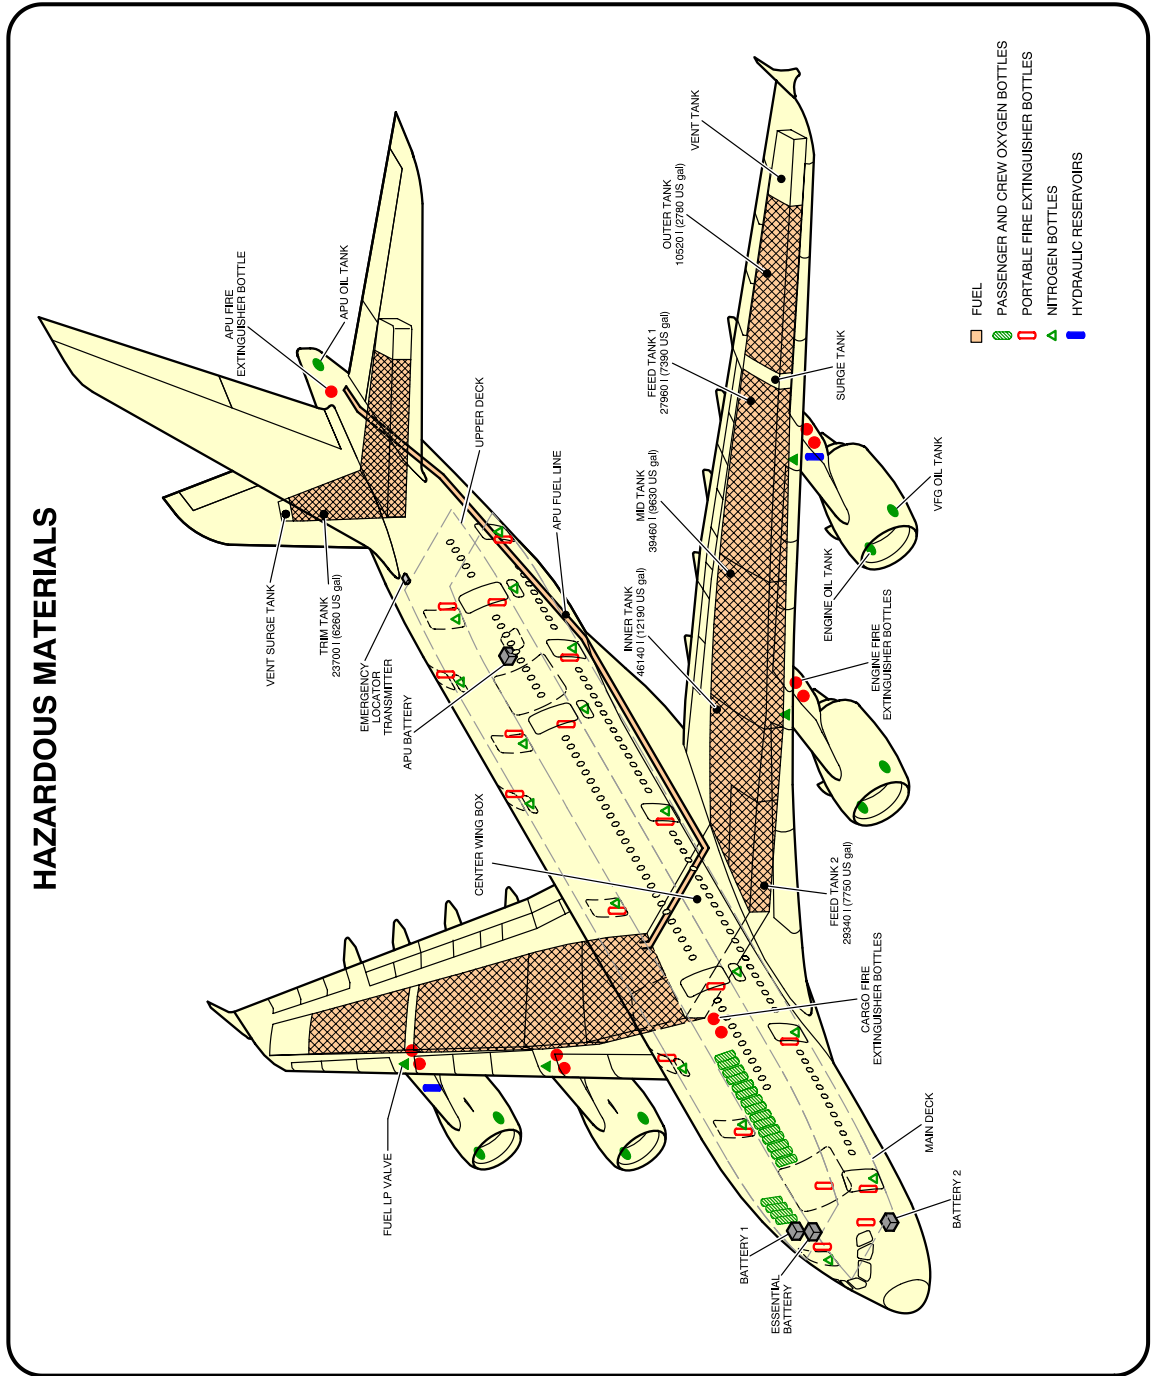 HAZARDOUS MATERIALS
APU FIRE
EXTINGUISHER BOTTLE
APU OIL TANK
VENT SURGE TANK
TRIM TANK
23700 l (6260 US gal)
EMERGENCY
LOCATOR
TRANSMITTER
APU BATTERY
UPPER DECK
APU FUEL LINE
CENTER WING BOX
VENT TANK
OUTER TANK
10520 l (2780 US gal)
FEED TANK 1
27960 l (7390 US gal)
MID TANK
39460 l (9630 US gal)
INNER TANK
46140 l (12190 US gal)
SURGE TANK
VFG OIL TANK
ENGINE OIL TANK
ENGINE FIRE
EXTINGUISHER BOTTLES
FEED TANK 2
29340 l (7750 US gal)
CARGO FIRE
EXTINGUISHER BOTTLES
FUEL LP VALVE
MAIN DECK
BATTERY 1
ESSENTIAL
BATTERY
BATTERY 2
FUEL
PASSENGER AND CREW OXYGEN BOTTLES
PORTABLE FIRE EXTINGUISHER BOTTLES
NITROGEN BOTTLES
HYDRAULIC RESERVOIRS